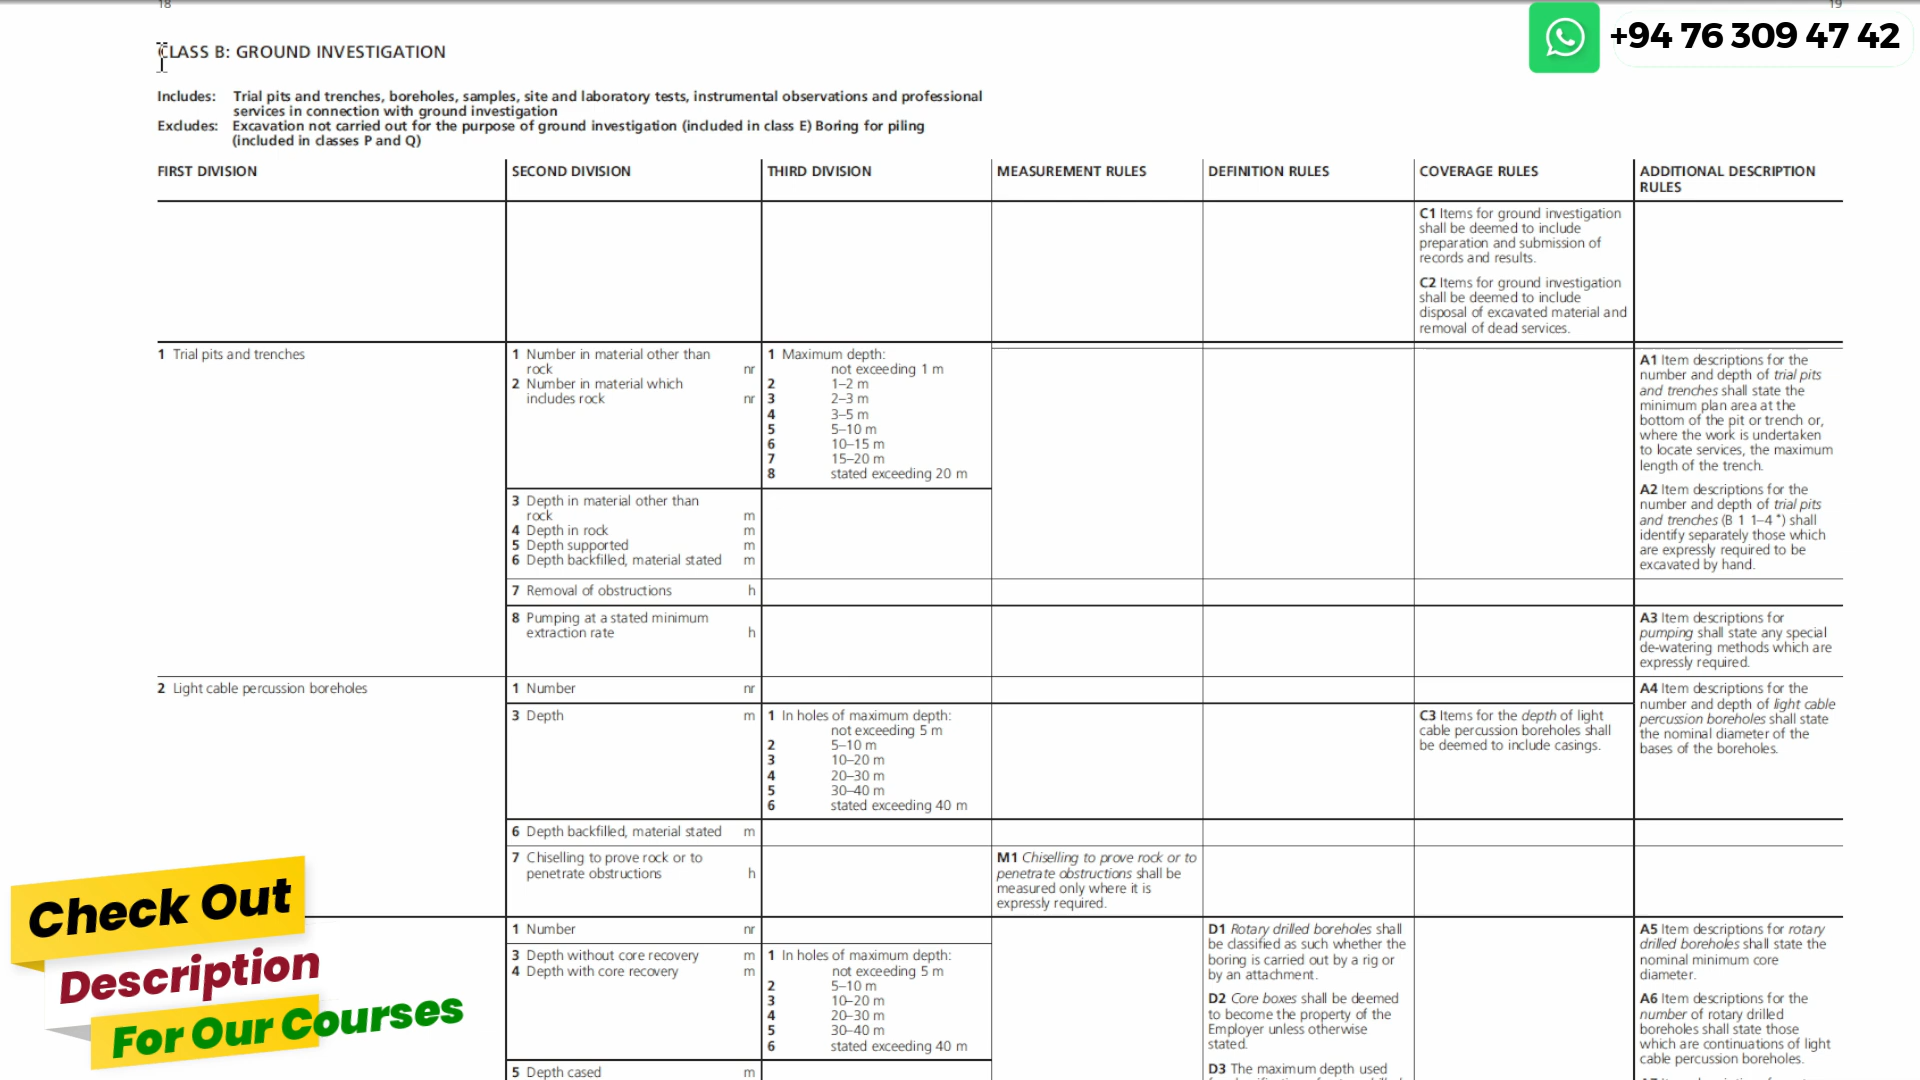 18
19
+94 76 309 47 42
CLASS B: GROUND INVESTIGATION
Includes: Trial pits and trenches, boreholes, samples, site and laboratory tests, instrumental observations and professional
services in connection with ground investigation
Excludes: Excavation not carried out for the purpose of ground investigation (included in class E) Boring for piling
(included in classes P and Q)
FIRST DIVISION
SECOND DIVISION
THIRD DIVISION
MEASUREMENT RULES
DEFINITION RULES
COVERAGE RULES
ADDITIONAL DESCRIPTION
RULES
C1 Items for ground investigation
shall be deemed to include
preparation and submission of
records and results.
C2 Items for ground investigation
shall be deemed to include
disposal of excavated material and
removal of dead services.
1 Trial pits and trenches
1 Number in material other than
rock nr
2 Number in material which
includes rock nr
1 Maximum depth:
not exceeding 1 m
2 1–2 m
3 2–3 m
4 3–5 m
5 5–10 m
6 10–15 m
7 15–20 m
8 stated exceeding 20 m
A1 Item descriptions for the
number and depth of trial pits
and trenches shall state the
minimum plan area at the
bottom of the pit or trench or,
where the work is undertaken
to locate services, the maximum
length of the trench.
A2 Item descriptions for the
number and depth of trial pits
and trenches (B 1 1–4 *) shall
identify separately those which
are expressly required to be
excavated by hand.
3 Depth in material other than
rock m
4 Depth in rock m
5 Depth supported m
6 Depth backfilled, material stated m
7 Removal of obstructions h
8 Pumping at a stated minimum
extraction rate h
A3 Item descriptions for
pumping shall state any special
de-watering methods which are
expressly required.
2 Light cable percussion boreholes
1 Number nr
A4 Item descriptions for the
number and depth of light cable
percussion boreholes shall state
the nominal diameter of the
bases of the boreholes.
3 Depth m
1 In holes of maximum depth:
not exceeding 5 m
2 5–10 m
3 10–20 m
4 20–30 m
5 30–40 m
6 stated exceeding 40 m
C3 Items for the depth of light
cable percussion boreholes shall
be deemed to include casings.
6 Depth backfilled, material stated m
7 Chiselling to prove rock or to
penetrate obstructions h
M1 Chiselling to prove rock or to
penetrate obstructions shall be
measured only where it is
expressly required.
1 Number nr
3 Depth without core recovery m
4 Depth with core recovery m
1 In holes of maximum depth:
not exceeding 5 m
2 5–10 m
3 10–20 m
4 20–30 m
5 30–40 m
6 stated exceeding 40 m
5 Depth cased m
D1 Rotary drilled boreholes shall
be classified as such whether the
boring is carried out by a rig or
by an attachment.
D2 Core boxes shall be deemed
to become the property of the
Employer unless otherwise
stated.
D3 The maximum depth used
A5 Item descriptions for rotary
drilled boreholes shall state the
nominal minimum core
diameter.
A6 Item descriptions for the
number of rotary drilled
boreholes shall state those
which are continuations of light
cable percussion boreholes.
Check Out
Description
For Our Courses